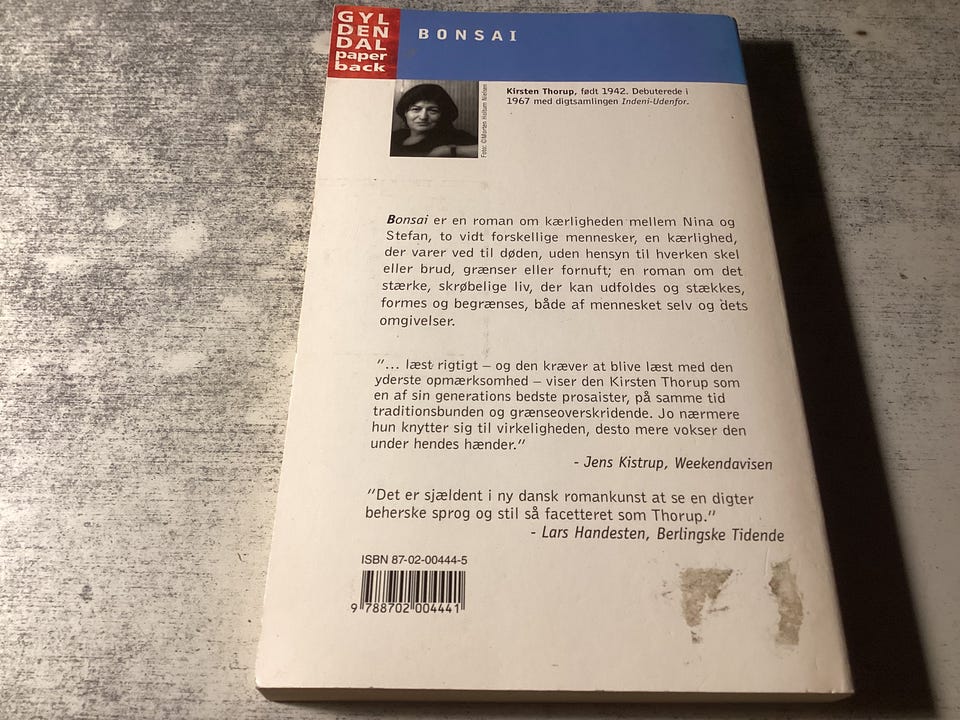 GYL
DEN
DAL
paper
back
BONSAI
Kirsten Thorup, født 1942. Debuterede i
1967 med digtsamlingen Indeni-Udenfor.
Foto: ©Morten Holtum Nielsen
Bonsai er en roman om kærligheden mellem Nina og
Stefan, to vidt forskellige mennesker, en kærlighed,
der varer ved til døden, uden hensyn til hverken skel
eller brud, grænser eller fornuft; en roman om det
stærke, skrøbelige liv, der kan udfoldes og stækkes,
formes og begrænses, både af mennesket selv og dets
omgivelser.
"... læst rigtigt – og den kræver at blive læst med den
yderste opmærksomhed – viser den Kirsten Thorup som
en af sin generations bedste prosaister, på samme tid
traditionsbunden og grænseoverskridende. Jo nærmere
hun knytter sig til virkeligheden, desto mere vokser den
under hendes hænder."
- Jens Kistrup, Weekendavisen
"Det er sjældent i ny dansk romankunst at se en digter
beherske sprog og stil så facetteret som Thorup."
- Lars Handesten, Berlingske Tidende
ISBN 87-02-00444-5
9 788702 004441